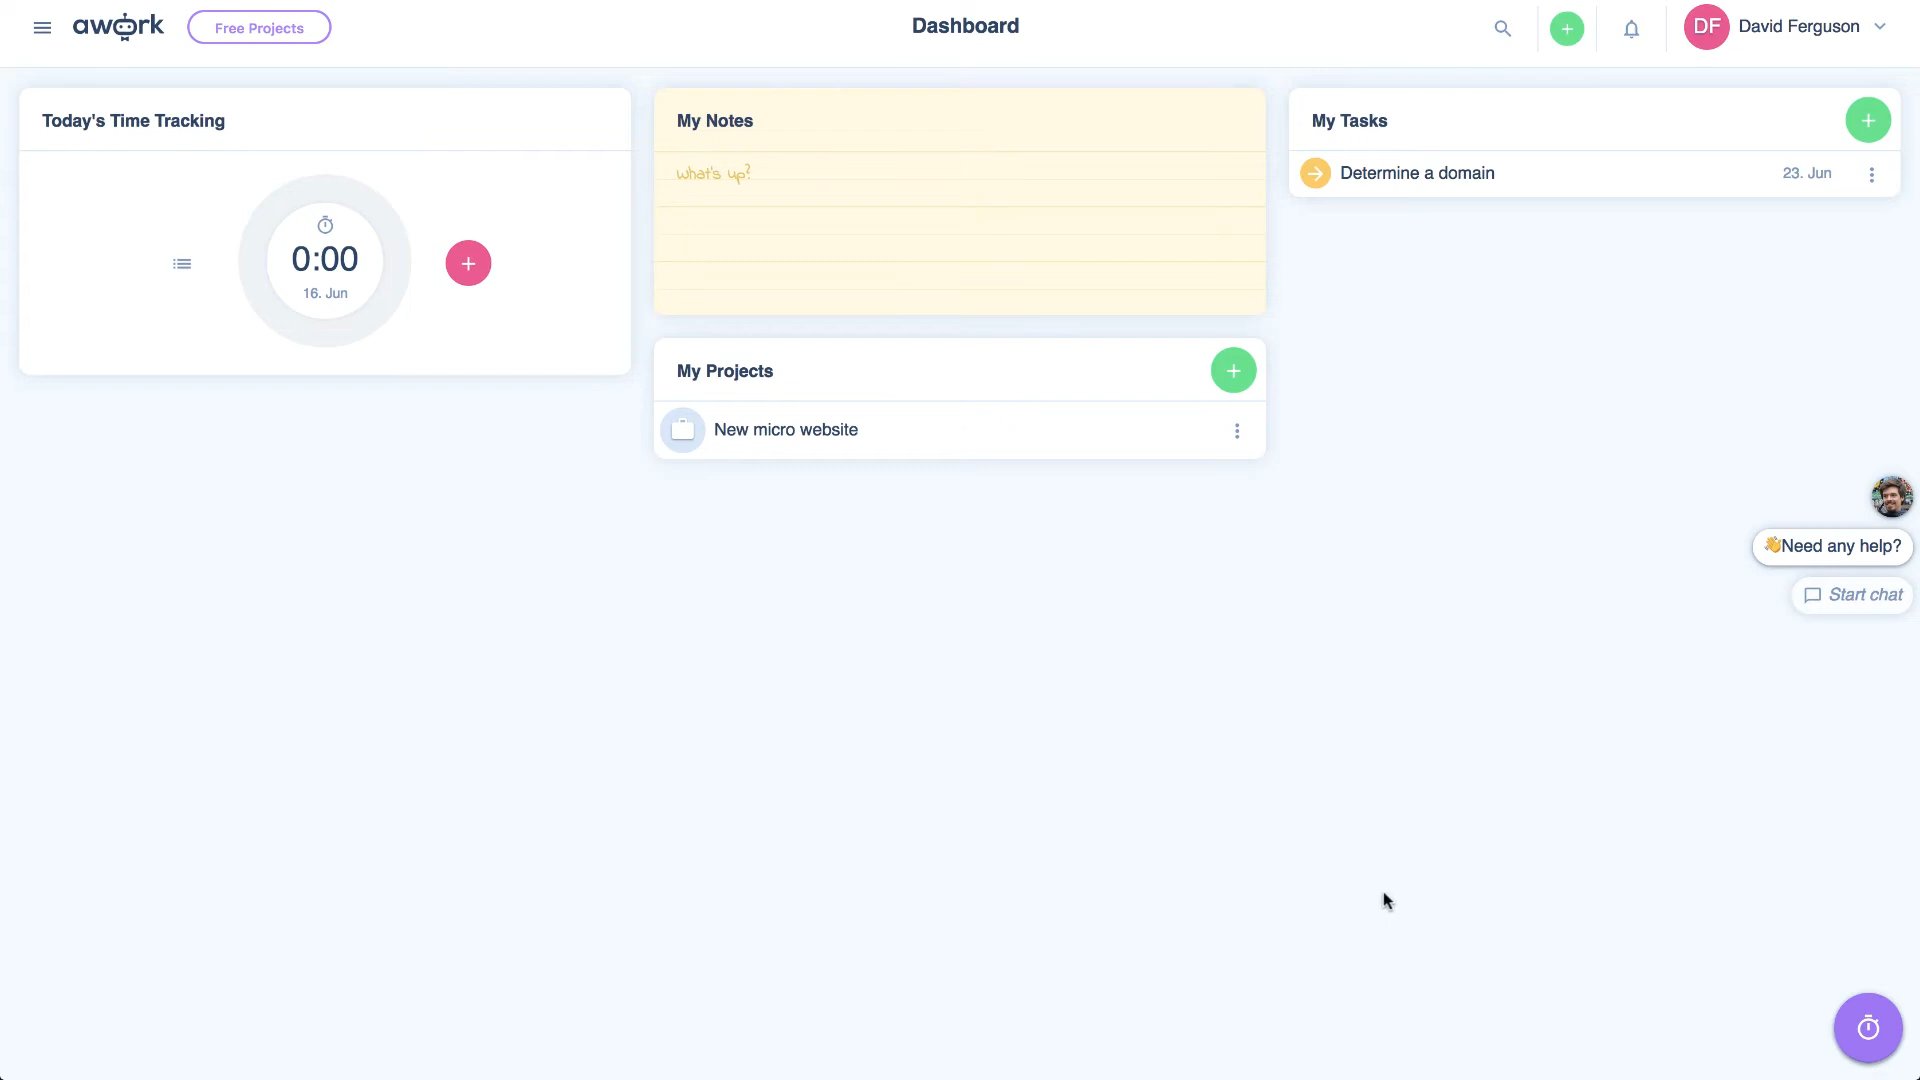 awork
Free Projects
Dashboard
DF
David Ferguson
Today's Time Tracking
0:00
16. Jun
My Notes
what's up?
My Projects
New micro website
My Tasks
Determine a domain
23. Jun
👋Need any help?
Start chat